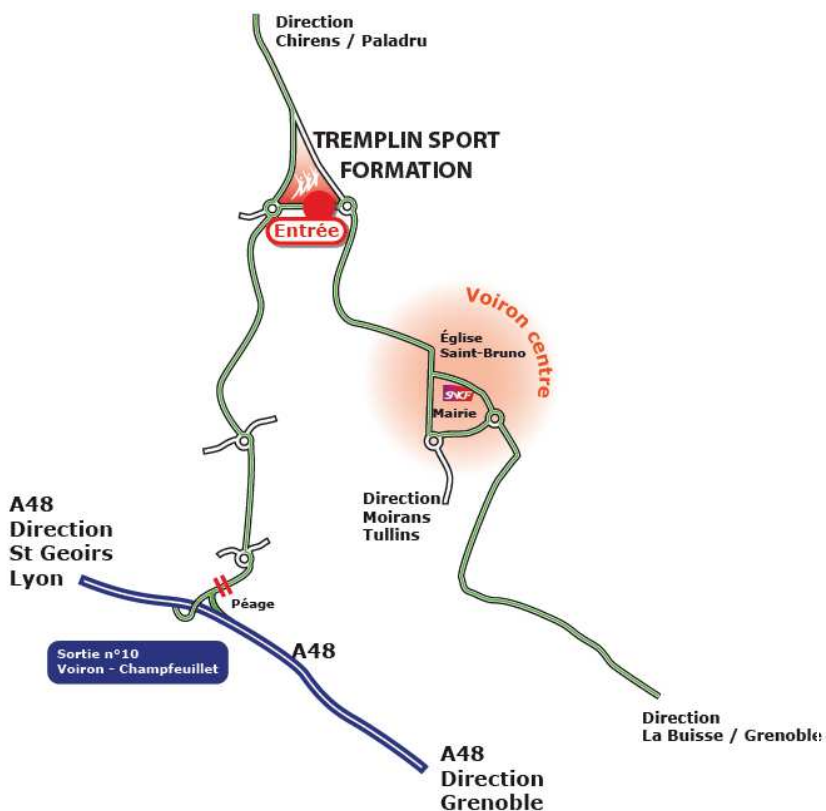 Direction
Chirens / Paladru
TREMPLIN SPORT
FORMATION
Entrée
Voiron centre
Église
Saint-Bruno
SNCF
Mairie
Direction
Moirans
Tullins
A48
Direction
St Geoirs
Lyon
Péage
Sortie n°10
Voiron - Champfeuillet
A48
Direction
La Buisse / Grenoble
A48
Direction
Grenoble